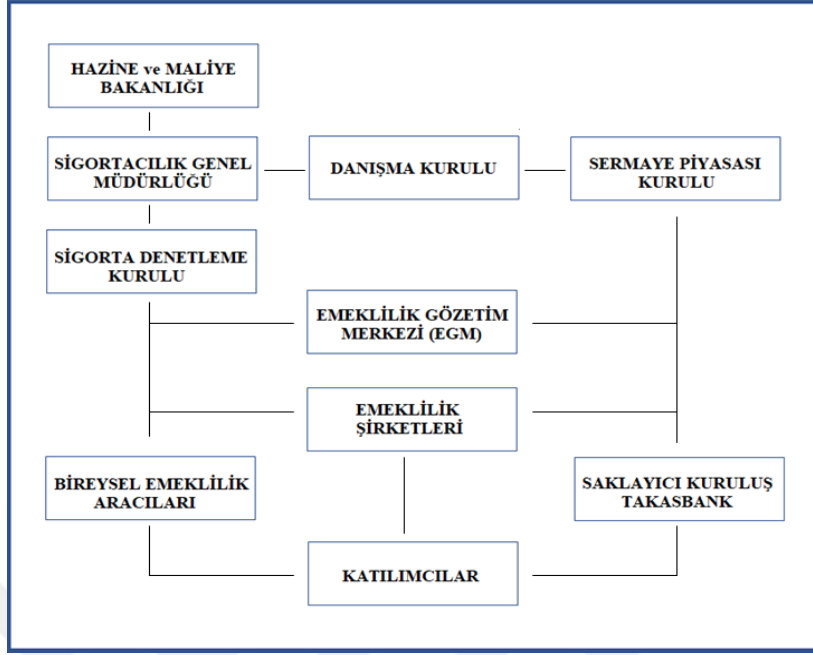 HAZİNE ve MALİYE
BAKANLIĞI
SİGORTACILIK GENEL
MÜDÜRLÜĞÜ
DANIŞMA KURULU
SERMAYE PİYASASI
KURULU
SİGORTA DENETLEME
KURULU
EMEKLİLİK GÖZETİM
MERKEZİ (EGM)
EMEKLİLİK
ŞİRKETLERİ
BİREYSEL EMEKLİLİK
ARACILARI
SAKLAYICI KURULUŞ
TAKASBANK
KATILIMCILAR